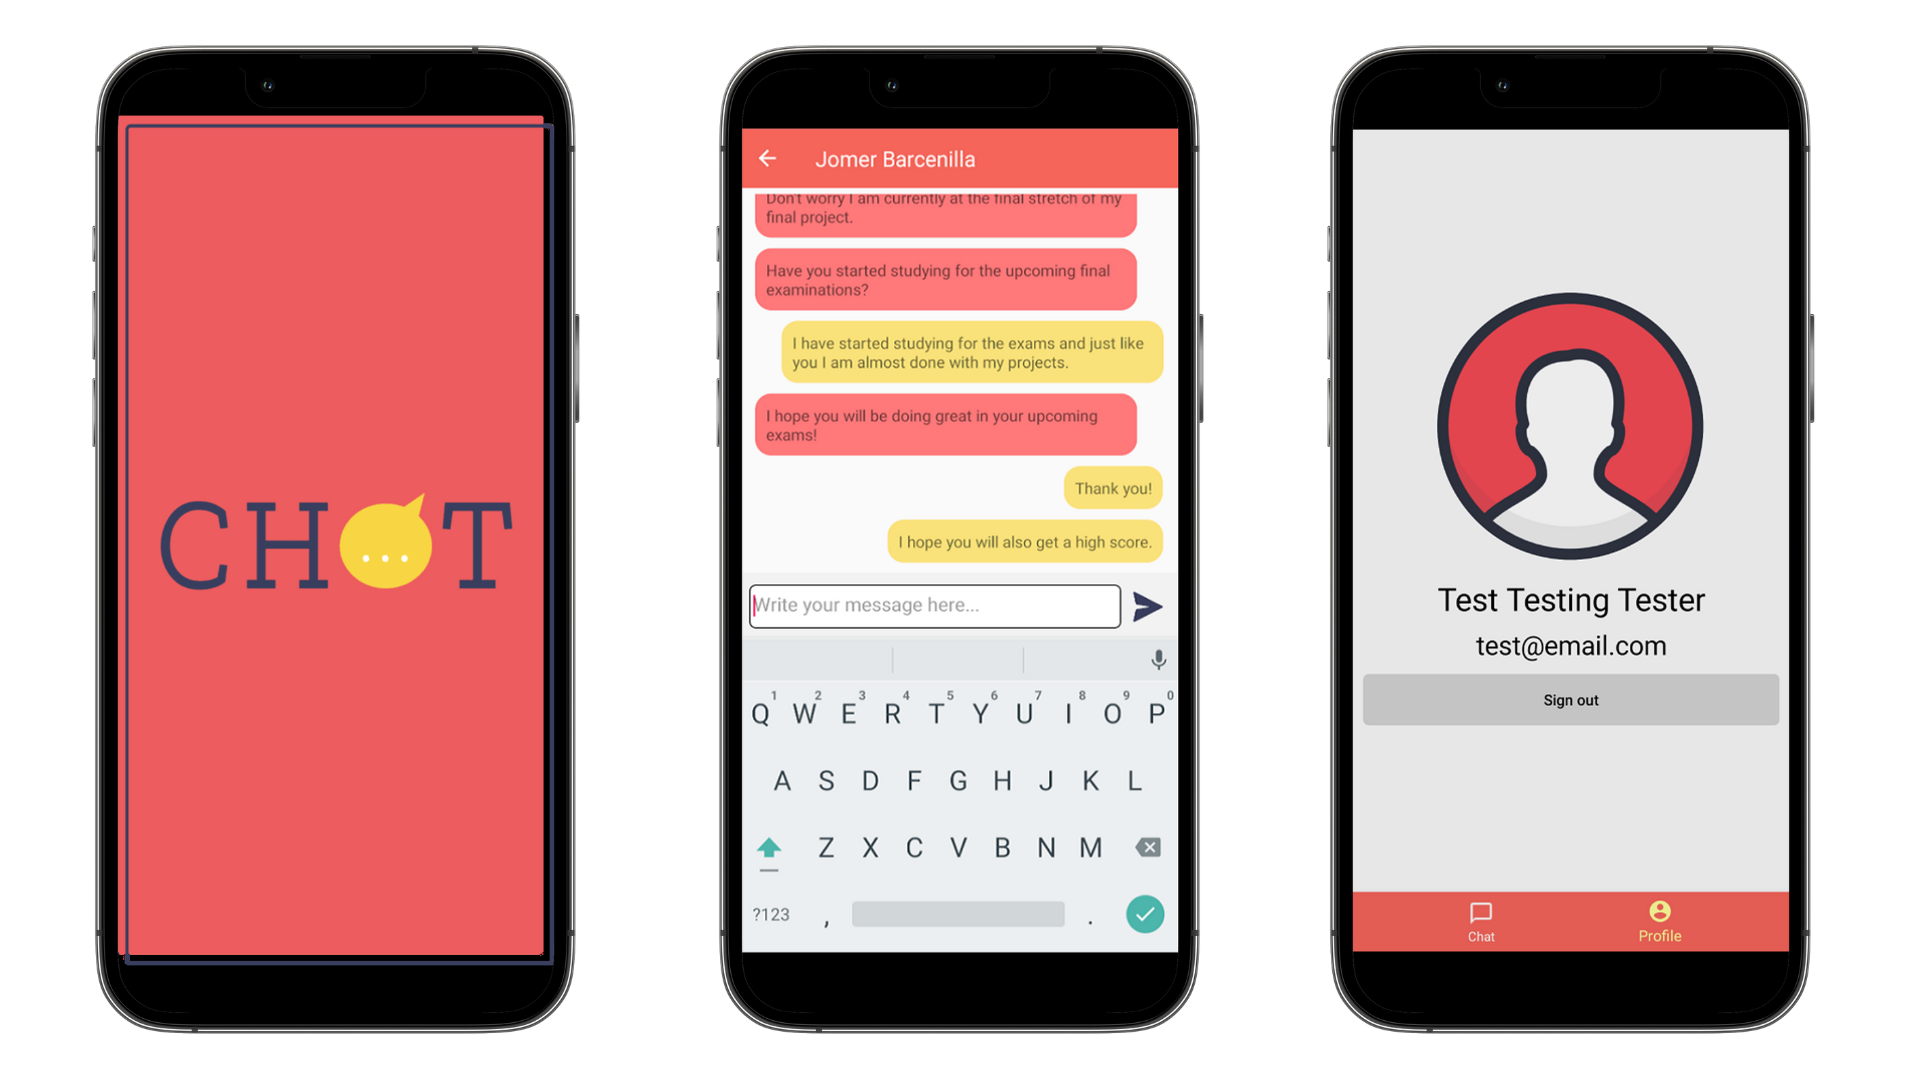 CH...T
Jomer Barcenilla
Don't worry I am currently at the final stretch of my
final project.
Have you started studying for the upcoming final
examinations?
I have started studying for the exams and just like
you I am almost done with my projects.
I hope you will be doing great in your upcoming
exams!
Thank you!
I hope you will also get a high score.
Write your message here...
1 2 3 4 5 6 7 8 9 0
Q W E R T Y U I O P
A S D F G H J K L
Z X C V B N M
?123 , .
Test Testing Tester
test@email.com
Sign out
Chat Profile